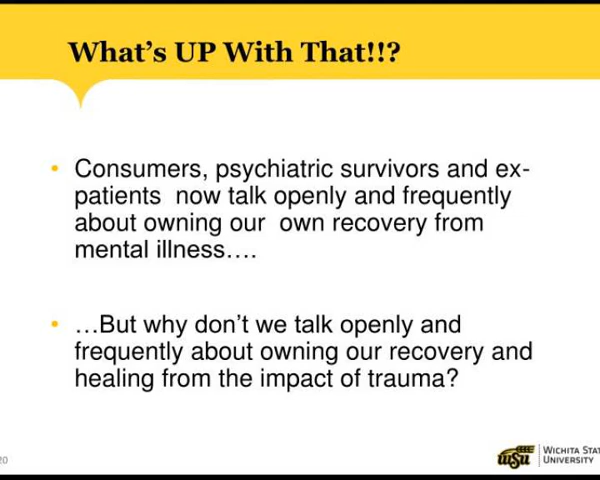 What’s UP With That!!?
• Consumers, psychiatric survivors and ex-
patients  now talk openly and frequently
about owning our  own recovery from
mental illness….
• …But why don’t we talk openly and
frequently about owning our recovery and
healing from the impact of trauma?
20
wsu
WICHITA STAT
UNIVERSITY